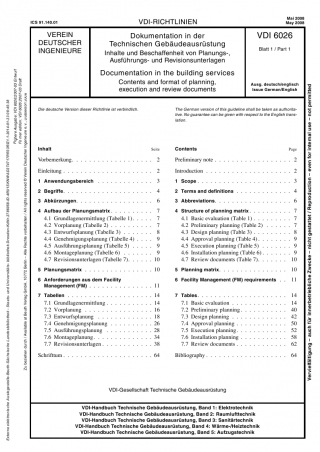 ICS 91.140.01
VDI-RICHTLINIEN
Mai 2008
May 2008
VEREIN
DEUTSCHER
INGENIEURE
Dokumentation in der
Technischen Gebäudeausrüstung
Inhalte und Beschaffenheit von Planungs-,
Ausführungs- und Revisionsunterlagen
Documentation in the building services
Contents and format of planning,
execution and review documents
VDI 6026
Blatt 1 / Part 1
Ausg. deutsch/englisch
Issue German/English
Die deutsche Version dieser Richtlinie ist verbindlich.
The German version of this guideline shall be taken as authorita-
tive. No guarantee can be given with respect to the English trans-
lation.
Inhalt Seite
Vorbemerkung 2
Einleitung 2
1 Anwendungsbereich 3
2 Begriffe 4
3 Abkürzungen 6
4 Aufbau der Planungsmatrix 7
4.1 Grundlagenermittlung (Tabelle 1) 7
4.2 Vorplanung (Tabelle 2) 7
4.3 Entwurfsplanung (Tabelle 3) 8
4.4 Genehmigungsplanung (Tabelle 4) 9
4.5 Ausführungsplanung (Tabelle 5) 9
4.6 Montageplanung (Tabelle 6) 9
4.7 Revisionsunterlagen (Tabelle 7) 10
5 Planungsmatrix 10
6 Anforderungen aus dem Facility
Management (FM) 11
7 Tabellen 14
7.1 Grundlagenermittlung 14
7.2 Vorplanung 16
7.3 Entwurfsplanung 18
7.4 Genehmigungsplanung 26
7.5 Ausführungsplanung 28
7.6 Montageplanung 34
7.7 Revisionsunterlagen 38
Schrifttum 64
Contents Page
Preliminary note 2
Introduction 2
1 Scope 3
2 Terms and definitions 4
3 Abbreviations 6
4 Structure of planning matrix 7
4.1 Basic evaluation (Table 1) 7
4.2 Preliminary planning (Table 2) 7
4.3 Design planning (Table 3) 8
4.4 Approval planning (Table 4) 9
4.5 Execution planning (Table 5) 9
4.6 Installation planning (Table 6) 9
4.7 Review documents (Table 7) 10
5 Planning matrix 10
6 Facility Management (FM) requirements 11
7 Tables 14
7.1 Basic evaluation 14
7.2 Preliminary planning 40
7.3 Design planning 42
7.4 Approval planning 50
7.5 Execution planning 52
7.6 Installation planning 58
7.7 Review documents 62
Bibliography 64
VDI-Gesellschaft Technische Gebäudeausrüstung
VDI-Handbuch Technische Gebäudeausrüstung, Band 1: Elektrotechnik
VDI-Handbuch Technische Gebäudeausrüstung, Band 2: Raumlufttechnik
VDI-Handbuch Technische Gebäudeausrüstung, Band 3: Sanitärtechnik
VDI-Handbuch Technische Gebäudeausrüstung, Band 4: Wärme-/Heiztechnik
VDI-Handbuch Technische Gebäudeausrüstung, Band 5: Aufzugstechnik
Vervielfältigung – auch für innerbetriebliche Zwecke – nicht gestattet / Reproduction – even for internal use – not permitted